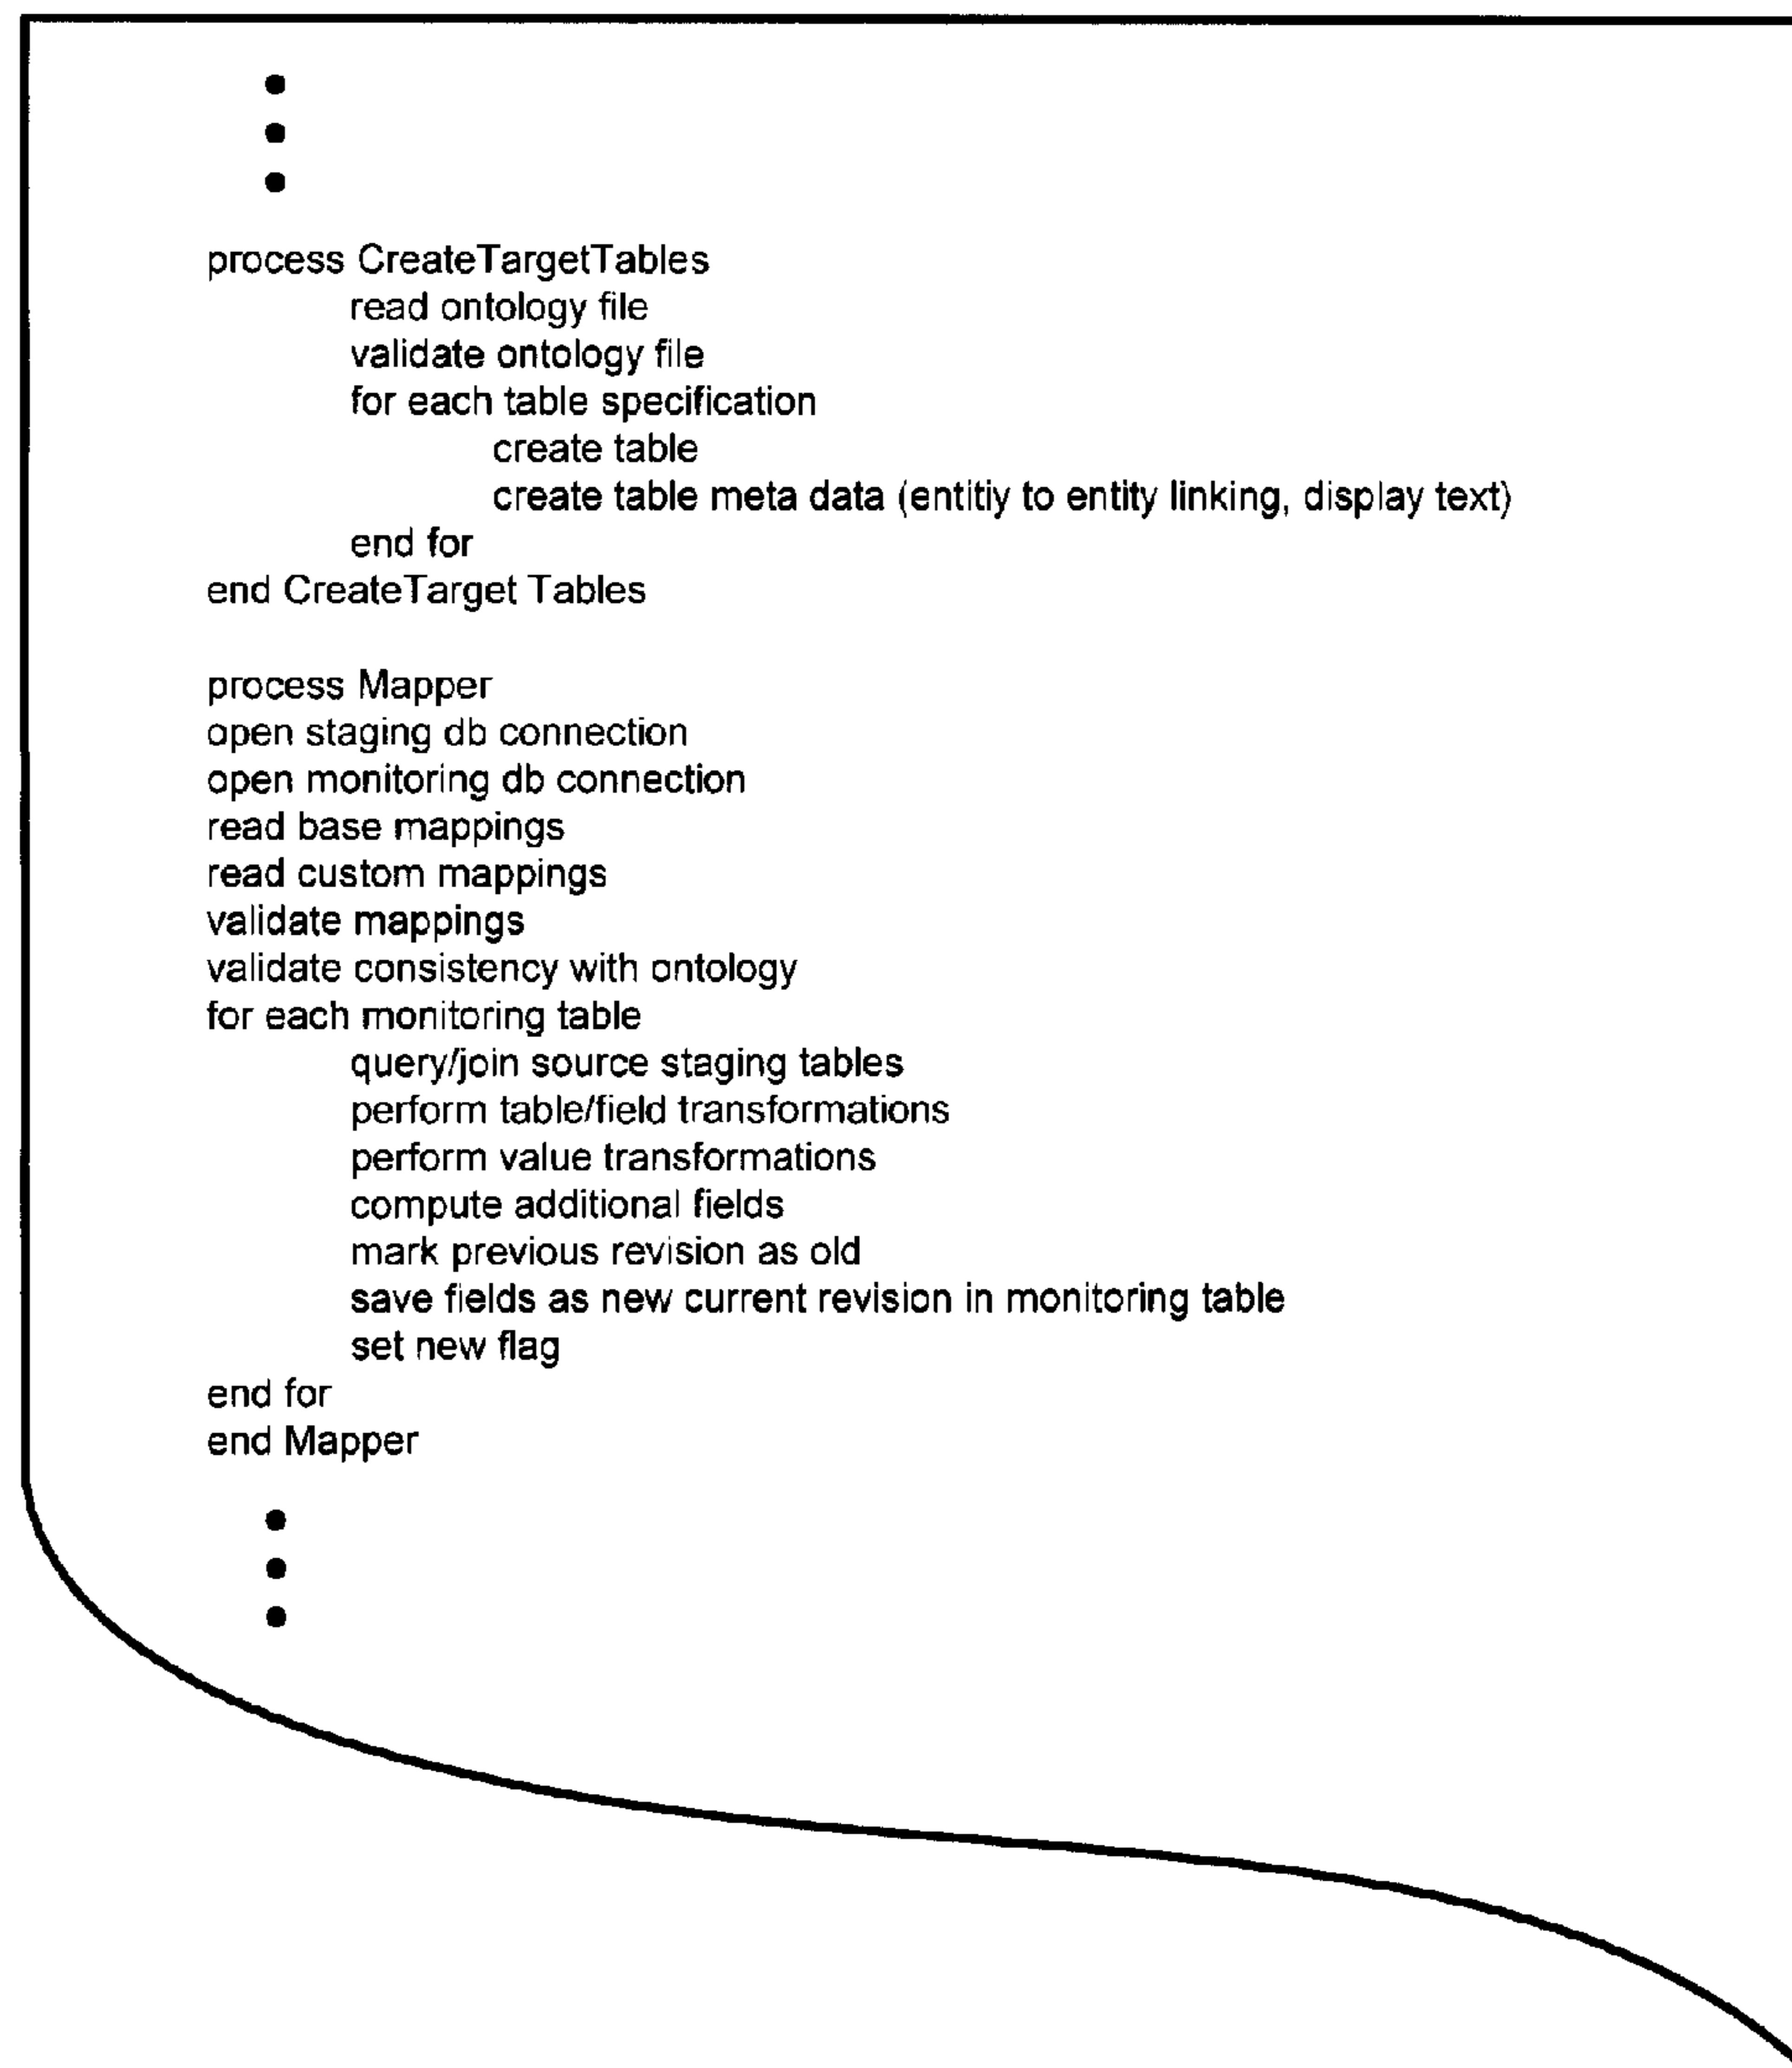 process CreateTargetTables
read ontology file
validate ontology file
for each table specification
create table
create table meta data (entitiy to entity linking, display text)
end for
end CreateTarget Tables
process Mapper
open staging db connection
open monitoring db connection
read base mappings
read custom mappings
validate mappings
validate consistency with ontology
for each monitoring table
query/join source staging tables
perform table/field transformations
perform value transformations
compute additional fields
mark previous revision as old
save fields as new current revision in monitoring table
set new flag
end for
end Mapper